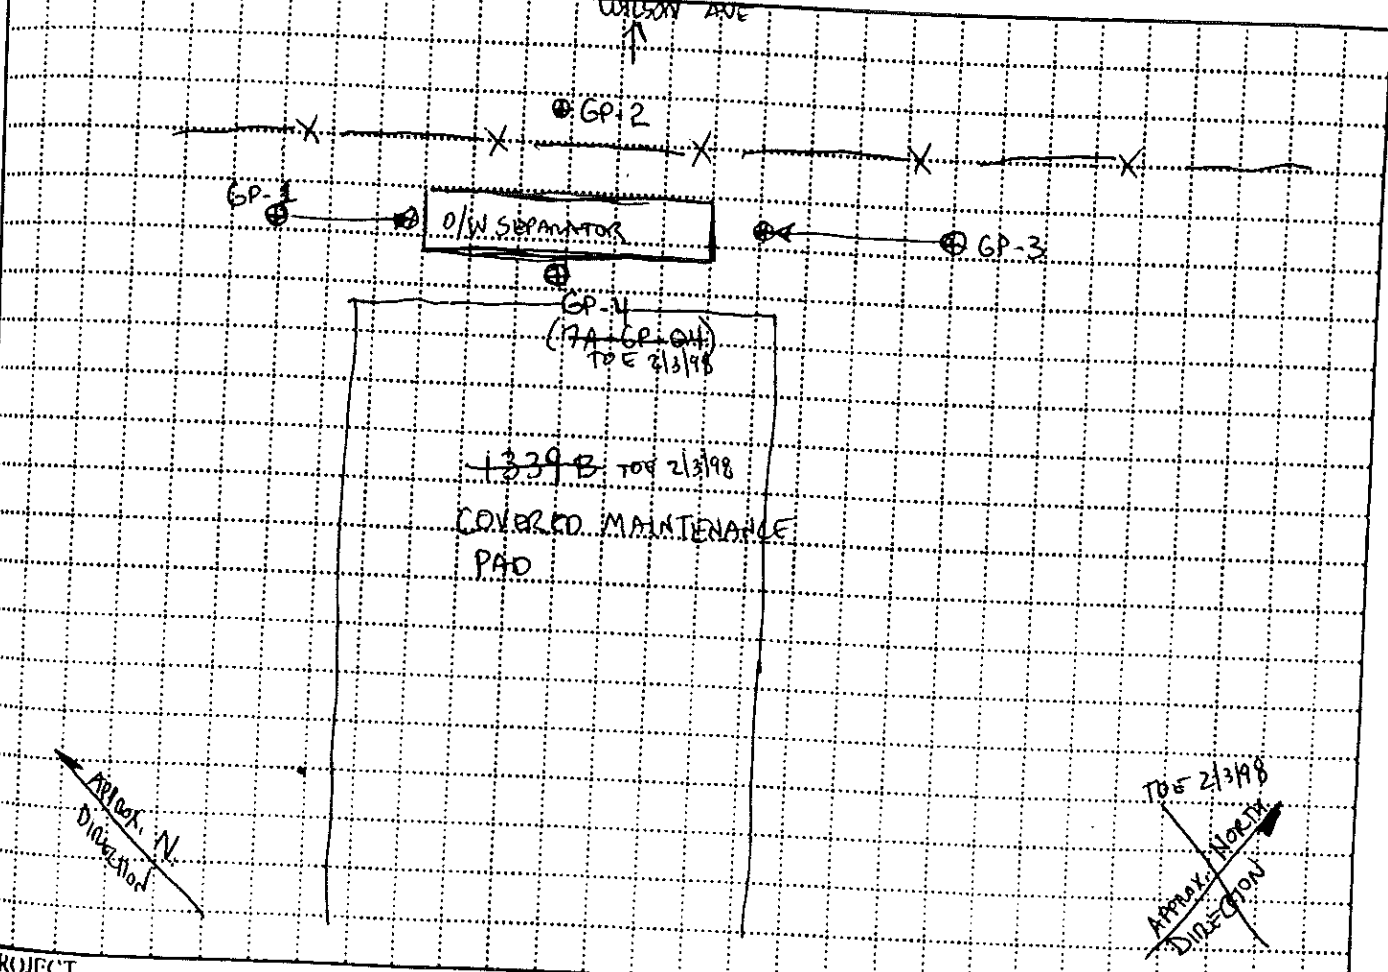 WILSON AVE
GP-2
GP-1
O/W SEPARATOR
GP-3
GP-4
(17A-GP-04)
TOE 2/3/98
1339 B TOE 2/3/98
COVERED MAINTENANCE
PAD
APPROX. N.
DIRECTION
TOE 2/3/98
APPROX. NORTH
DIRECTION
PROJECT